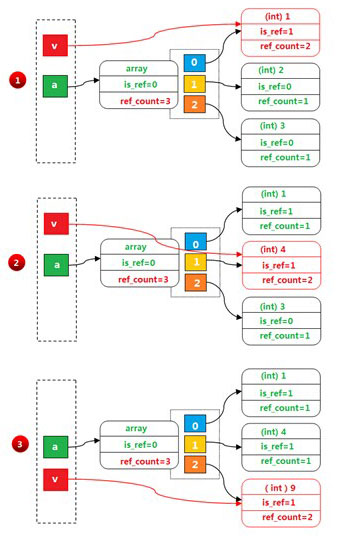 v
a
1
array
is_ref=0
ref_count=3
0
1
2
(int) 1
is_ref=1
ref_count=2
(int) 2
is_ref=0
ref_count=1
(int) 3
is_ref=0
ref_count=1
v
a
2
array
is_ref=0
ref_count=3
0
1
2
(int) 1
is_ref=1
ref_count=1
(int) 4
is_ref=1
ref_count=2
(int) 3
is_ref=0
ref_count=1
3
a
v
array
is_ref=0
ref_count=3
0
1
2
(int) 1
is_ref=1
ref_count=1
(int) 4
is_ref=1
ref_count=1
( int ) 9
is_ref=1
ref_count=2